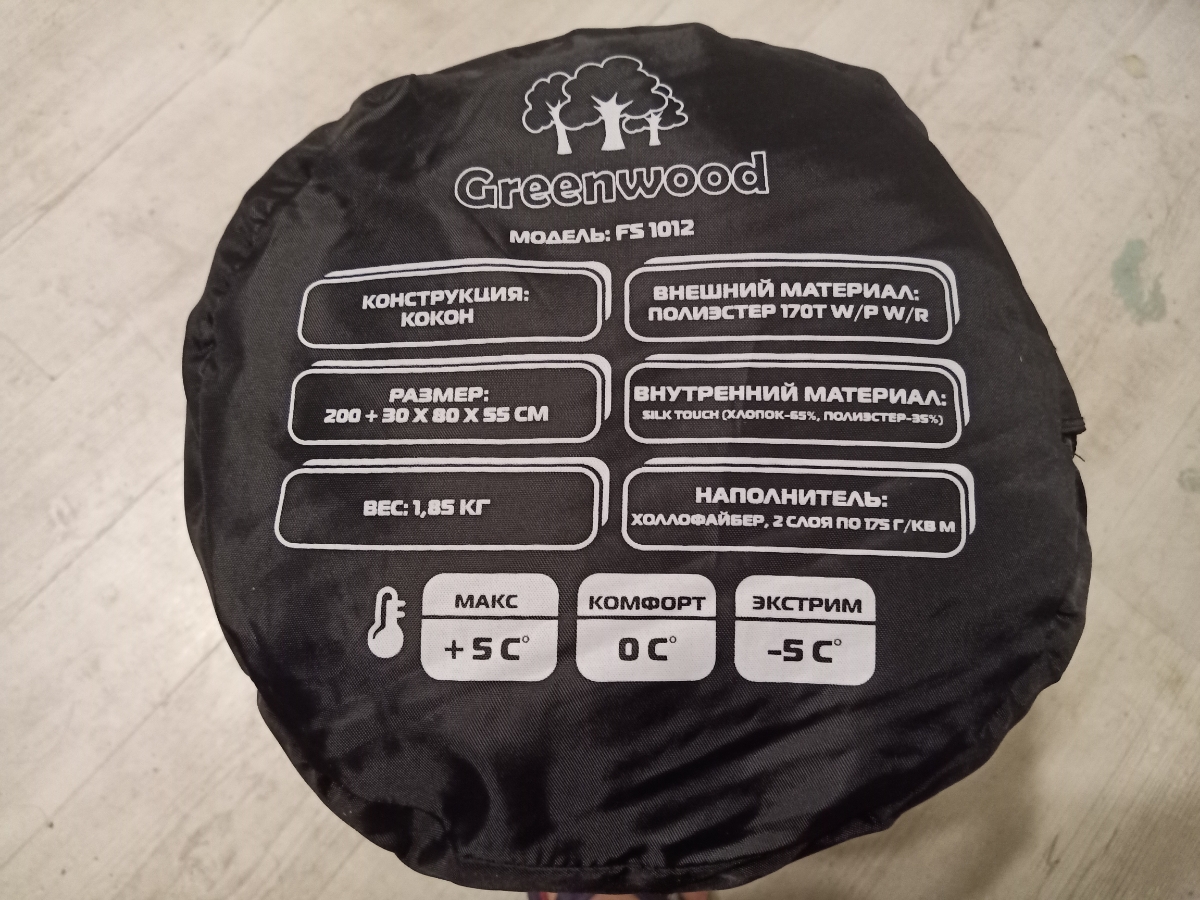 Greenwood
МОДЕЛЬ: FS 1012
КОНСТРУКЦИЯ:
КОКОН
ВНЕШНИЙ МАТЕРИАЛ:
ПОЛИЭСТЕР 170T W/P W/R
РАЗМЕР:
200 + 30 X 80 X 55 СМ
ВНУТРЕННИЙ МАТЕРИАЛ:
SILK TOUCH (ХЛОПОК-65%, ПОЛИЭСТЕР-35%)
ВЕС: 1,85 КГ
НАПОЛНИТЕЛЬ:
ХОЛЛОФАЙБЕР, 2 СЛОЯ ПО 175 Г/КВ М
МАКС
+ 5 C°
КОМФОРТ
0 C°
ЭКСТРИМ
-5 C°